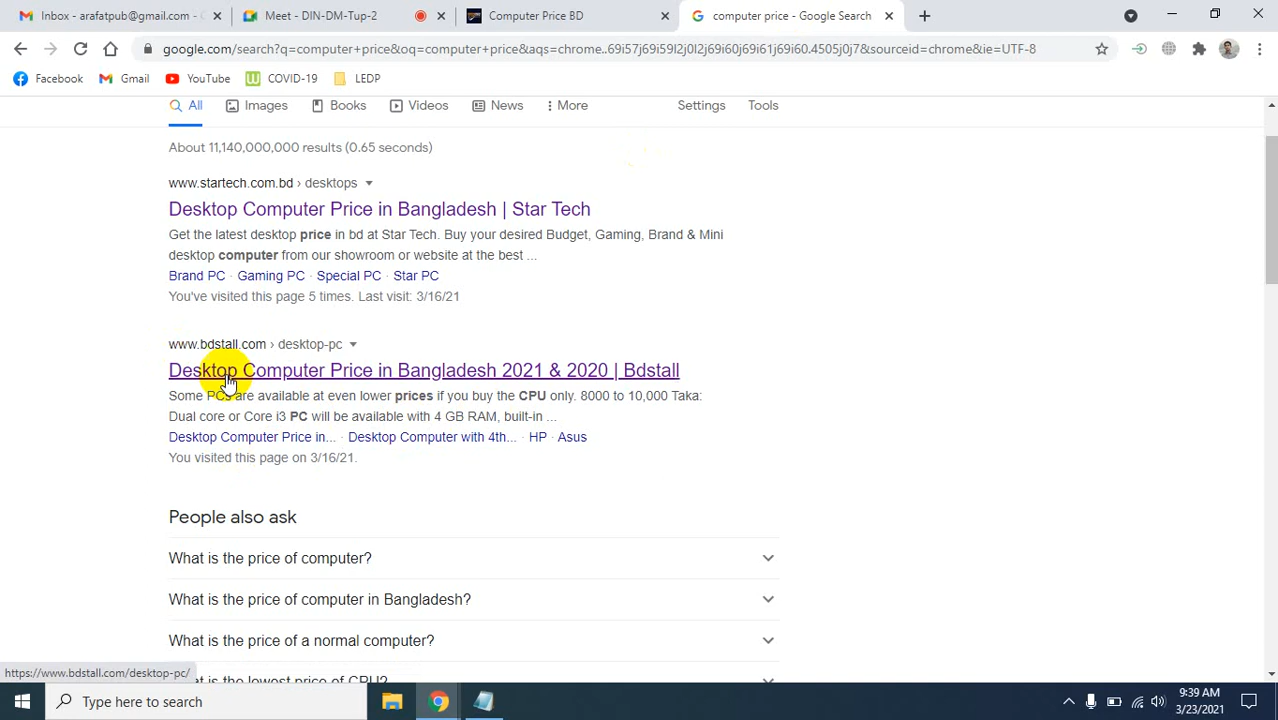 Inbox - arafatpub@gmail.com - G
Meet - DIN-DM-Tup-2
Computer Price BD
computer price - Google Search
google.com/search?q=computer+price&oq=computer+price&aqs=chrome..69i57j69i59l2j0l2j69i60j69i61j69i60.4505j0j7&sourceid=chrome&ie=UTF-8
Facebook
Gmail
YouTube
COVID-19
LEDP
All
Images
Books
Videos
News
More
Settings
Tools
About 11,140,000,000 results (0.65 seconds)
www.startech.com.bd › desktops
Desktop Computer Price in Bangladesh | Star Tech
Get the latest desktop price in bd at Star Tech. Buy your desired Budget, Gaming, Brand & Mini
desktop computer from our showroom or website at the best ...
Brand PC · Gaming PC · Special PC · Star PC
You've visited this page 5 times. Last visit: 3/16/21
www.bdstall.com › desktop-pc
Desktop Computer Price in Bangladesh 2021 & 2020 | Bdstall
Some PCs are available at even lower prices if you buy the CPU only. 8000 to 10,000 Taka:
Dual core or Core i3 PC will be available with 4 GB RAM, built-in ...
Desktop Computer Price in... · Desktop Computer with 4th... · HP · Asus
You visited this page on 3/16/21.
People also ask
What is the price of computer?
What is the price of computer in Bangladesh?
What is the price of a normal computer?
is the lowest price of CPU?
https://www.bdstall.com/desktop-pc/
Type here to search
9:39 AM
3/23/2021